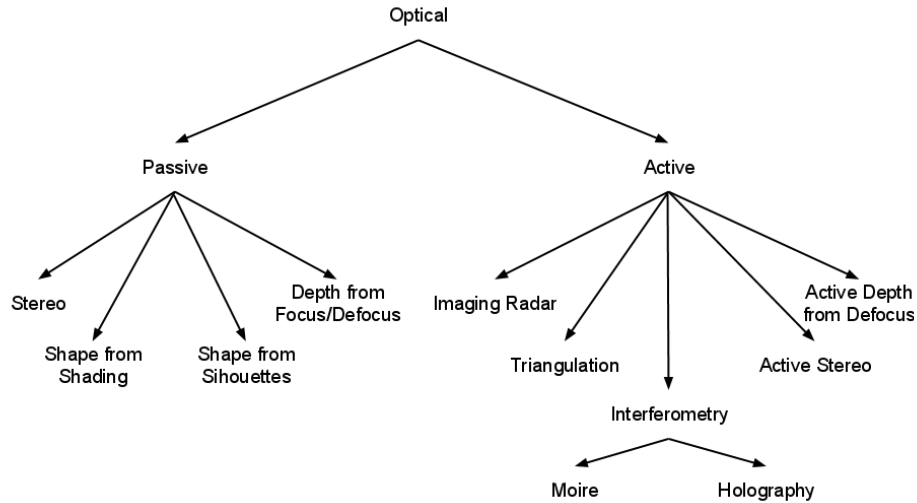 Optical
Passive
Active
Stereo
Depth from
Focus/Defocus
Imaging Radar
Active Depth
from Defocus
Shape from
Shading
Shape from
Sihouettes
Triangulation
Active Stereo
Interferometry
Moire
Holography